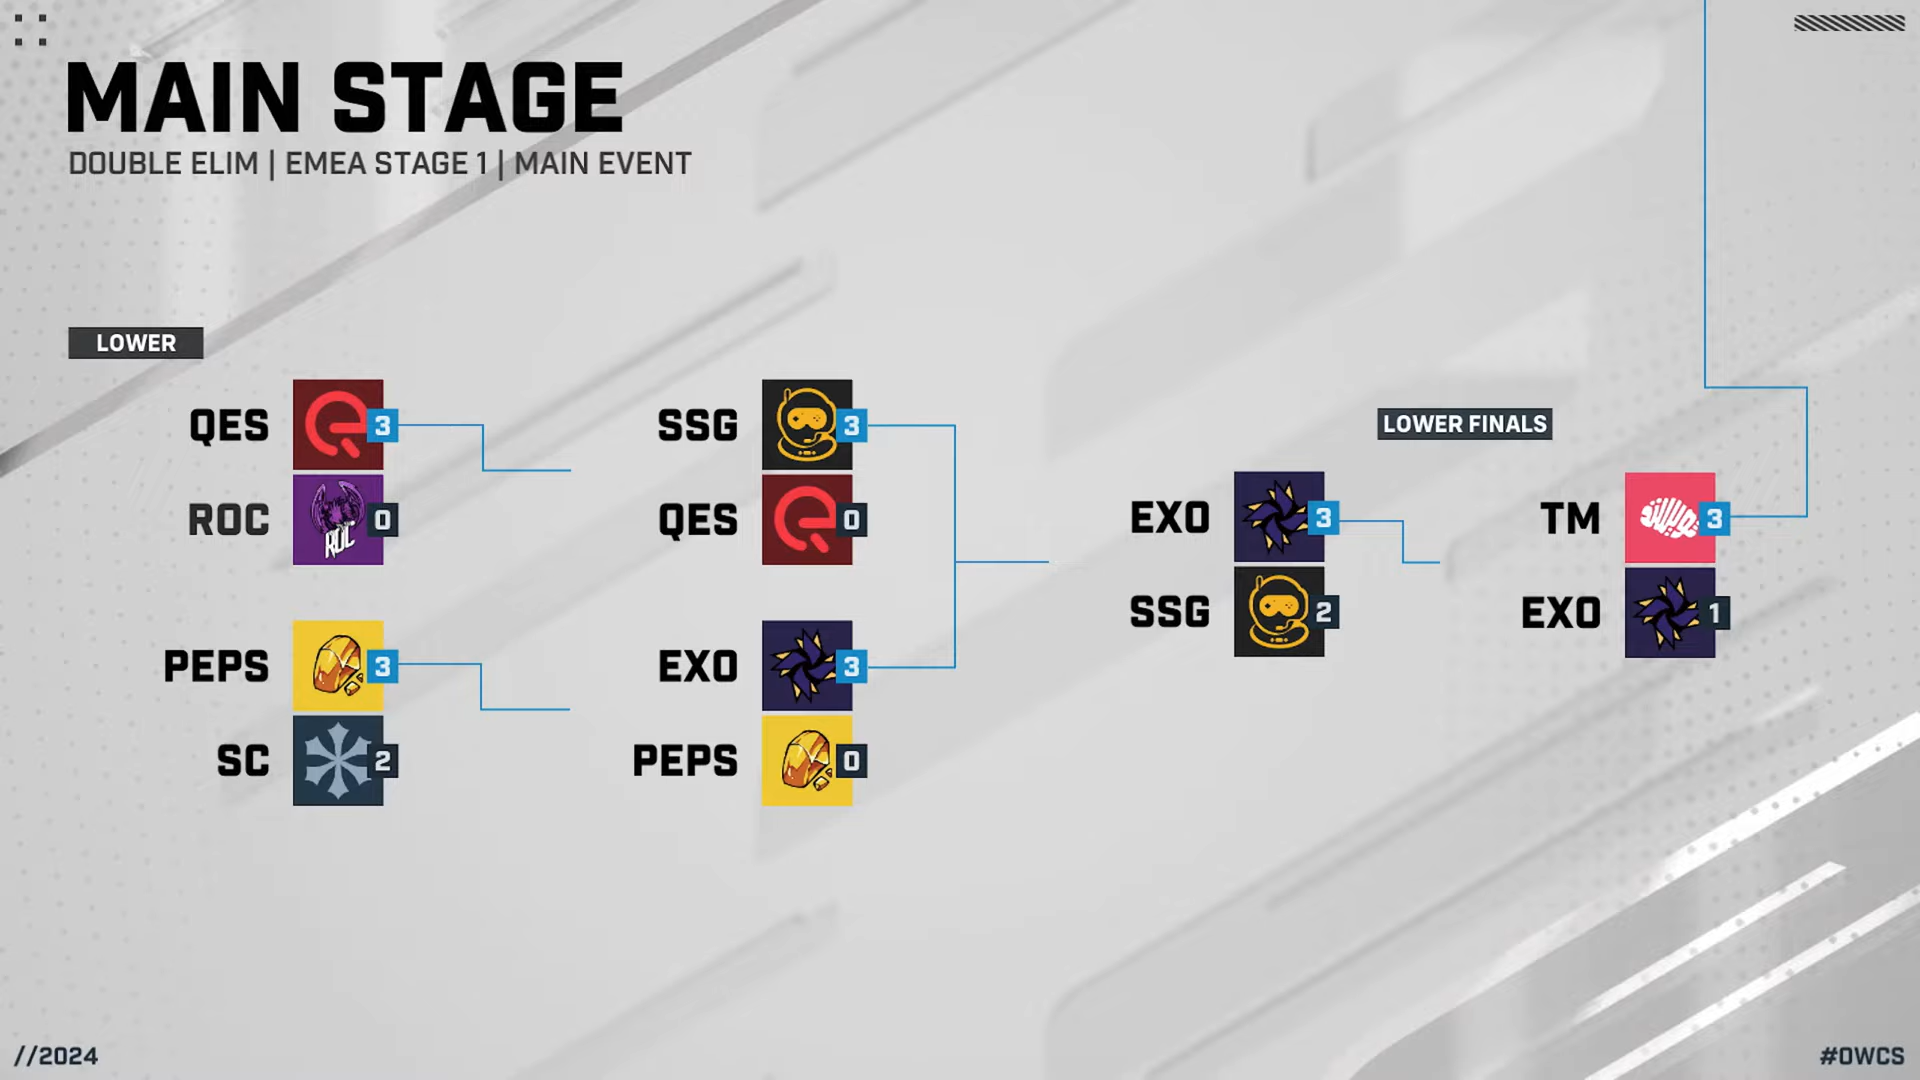 MAIN STAGE
DOUBLE ELIM | EMEA STAGE 1 | MAIN EVENT
LOWER
QES 3
ROC ROC 0
PEPS 3
SC 2
SSG 3
QES 0
EXO 3
PEPS 0
EXO 3
SSG 2
LOWER FINALS
TM 3
EXO 1
//2024
#OWCS